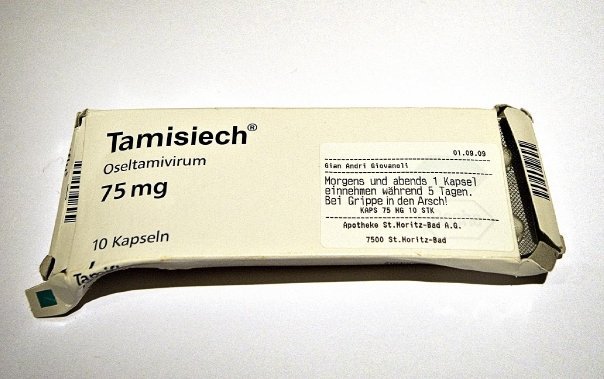 Tamisiech®
Oseltamivirum
75 mg
10 Kapseln
01.09.09
Gian Andri Giovanoli
Morgens und abends 1 Kapsel
einnehmen während 5 Tagen.
Bei Grippe in den Arsch!
KAPS 75 MG 10 STK
Apotheke St.Moritz-Bad A.G.
7500 St.Moritz-Bad